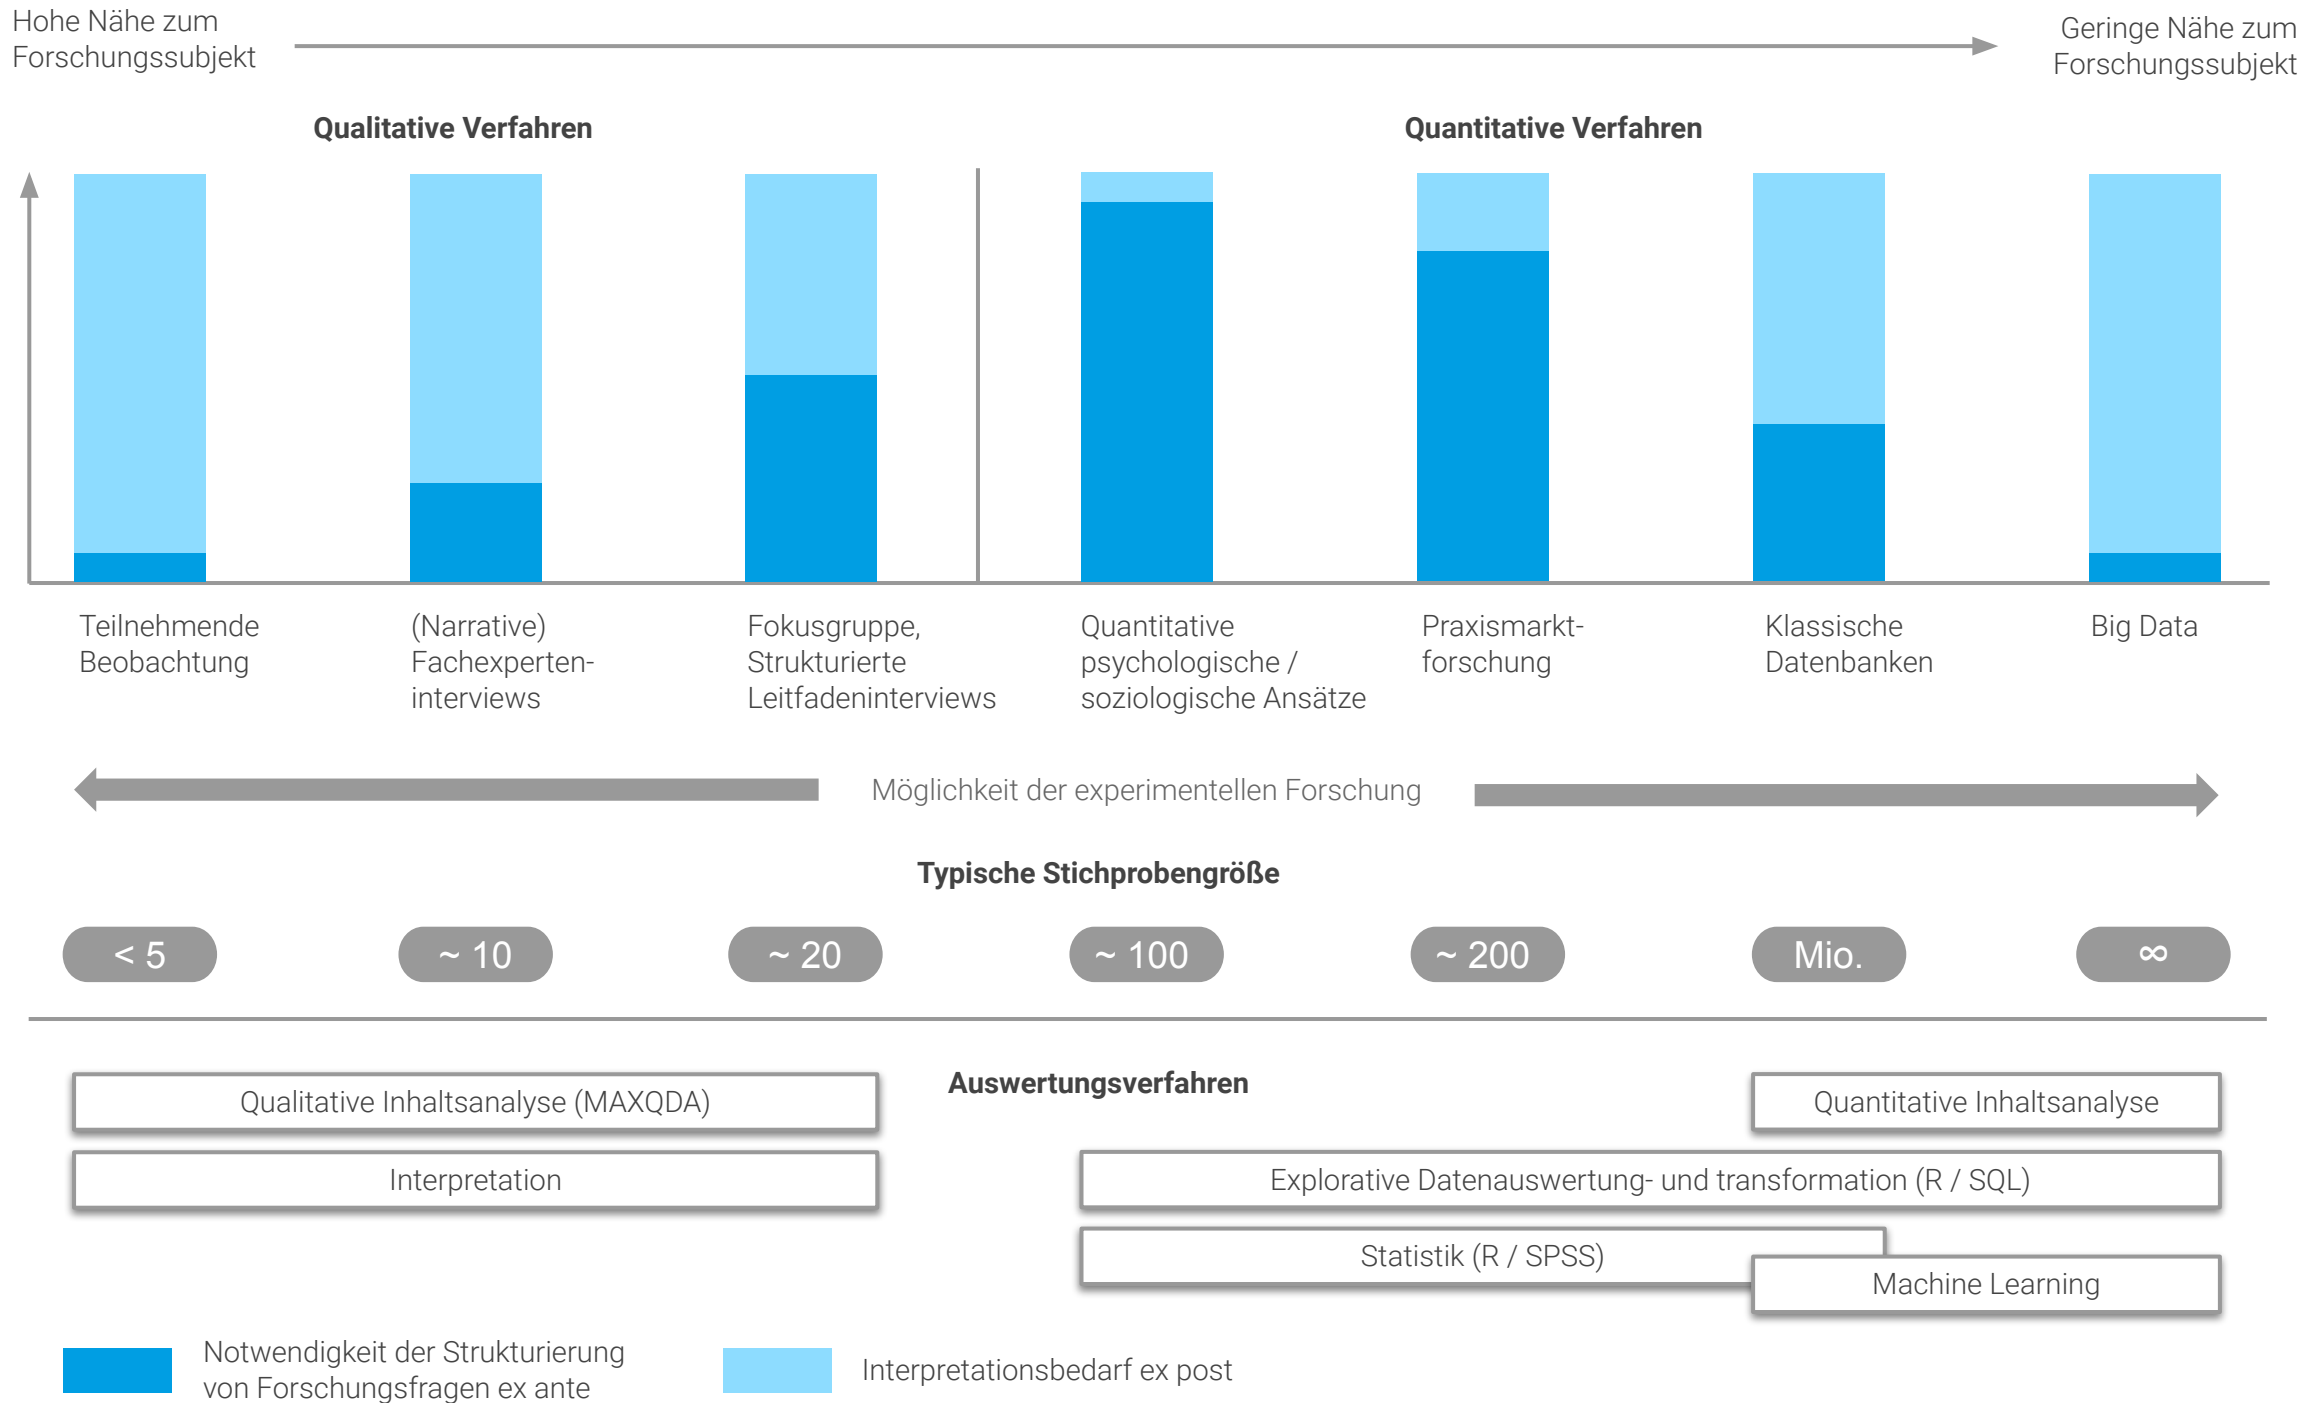 Hohe Nähe zum
Forschungssubjekt
Geringe Nähe zum
Forschungssubjekt
Qualitative Verfahren
Quantitative Verfahren
Teilnehmende
Beobachtung
(Narrative)
Fachexperten-
interviews
Fokusgruppe,
Strukturierte
Leitfadeninterviews
Quantitative
psychologische /
soziologische Ansätze
Praxismarkt-
forschung
Klassische
Datenbanken
Big Data
Möglichkeit der experimentellen Forschung
Typische Stichprobengröße
< 5
~ 10
~ 20
~ 100
~ 200
Mio.
∞
Auswertungsverfahren
Qualitative Inhaltsanalyse (MAXQDA)
Interpretation
Quantitative Inhaltsanalyse
Explorative Datenauswertung- und transformation (R / SQL)
Statistik (R / SPSS)
Machine Learning
Notwendigkeit der Strukturierung
von Forschungsfragen ex ante
Interpretationsbedarf ex post